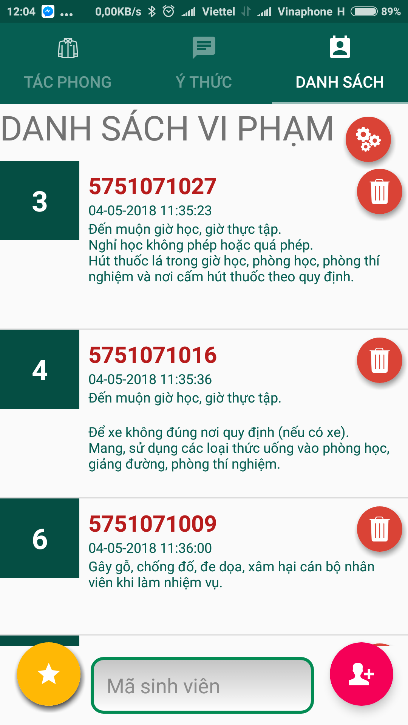 12:04 ... 0,00KB/s Viettel Vinaphone H 89%
TÁC PHONG Ý THỨC DANH SÁCH
DANH SÁCH VI PHẠM
3
5751071027
04-05-2018 11:35:23
Đến muộn giờ học, giờ thực tập.
Nghỉ học không phép hoặc quá phép.
Hút thuốc lá trong giờ học, phòng học, phòng thí
nghiệm và nơi cấm hút thuốc theo quy định.
4
5751071016
04-05-2018 11:35:36
Đến muộn giờ học, giờ thực tập.
Để xe không đúng nơi quy định (nếu có xe).
Mang, sử dụng các loại thức uống vào phòng học,
giảng đường, phòng thí nghiệm.
6
5751071009
04-05-2018 11:36:00
Gây gổ, chống đố, đe dọa, xâm hại cán bộ nhân
viên khi làm nhiệm vụ.
Mã sinh viên